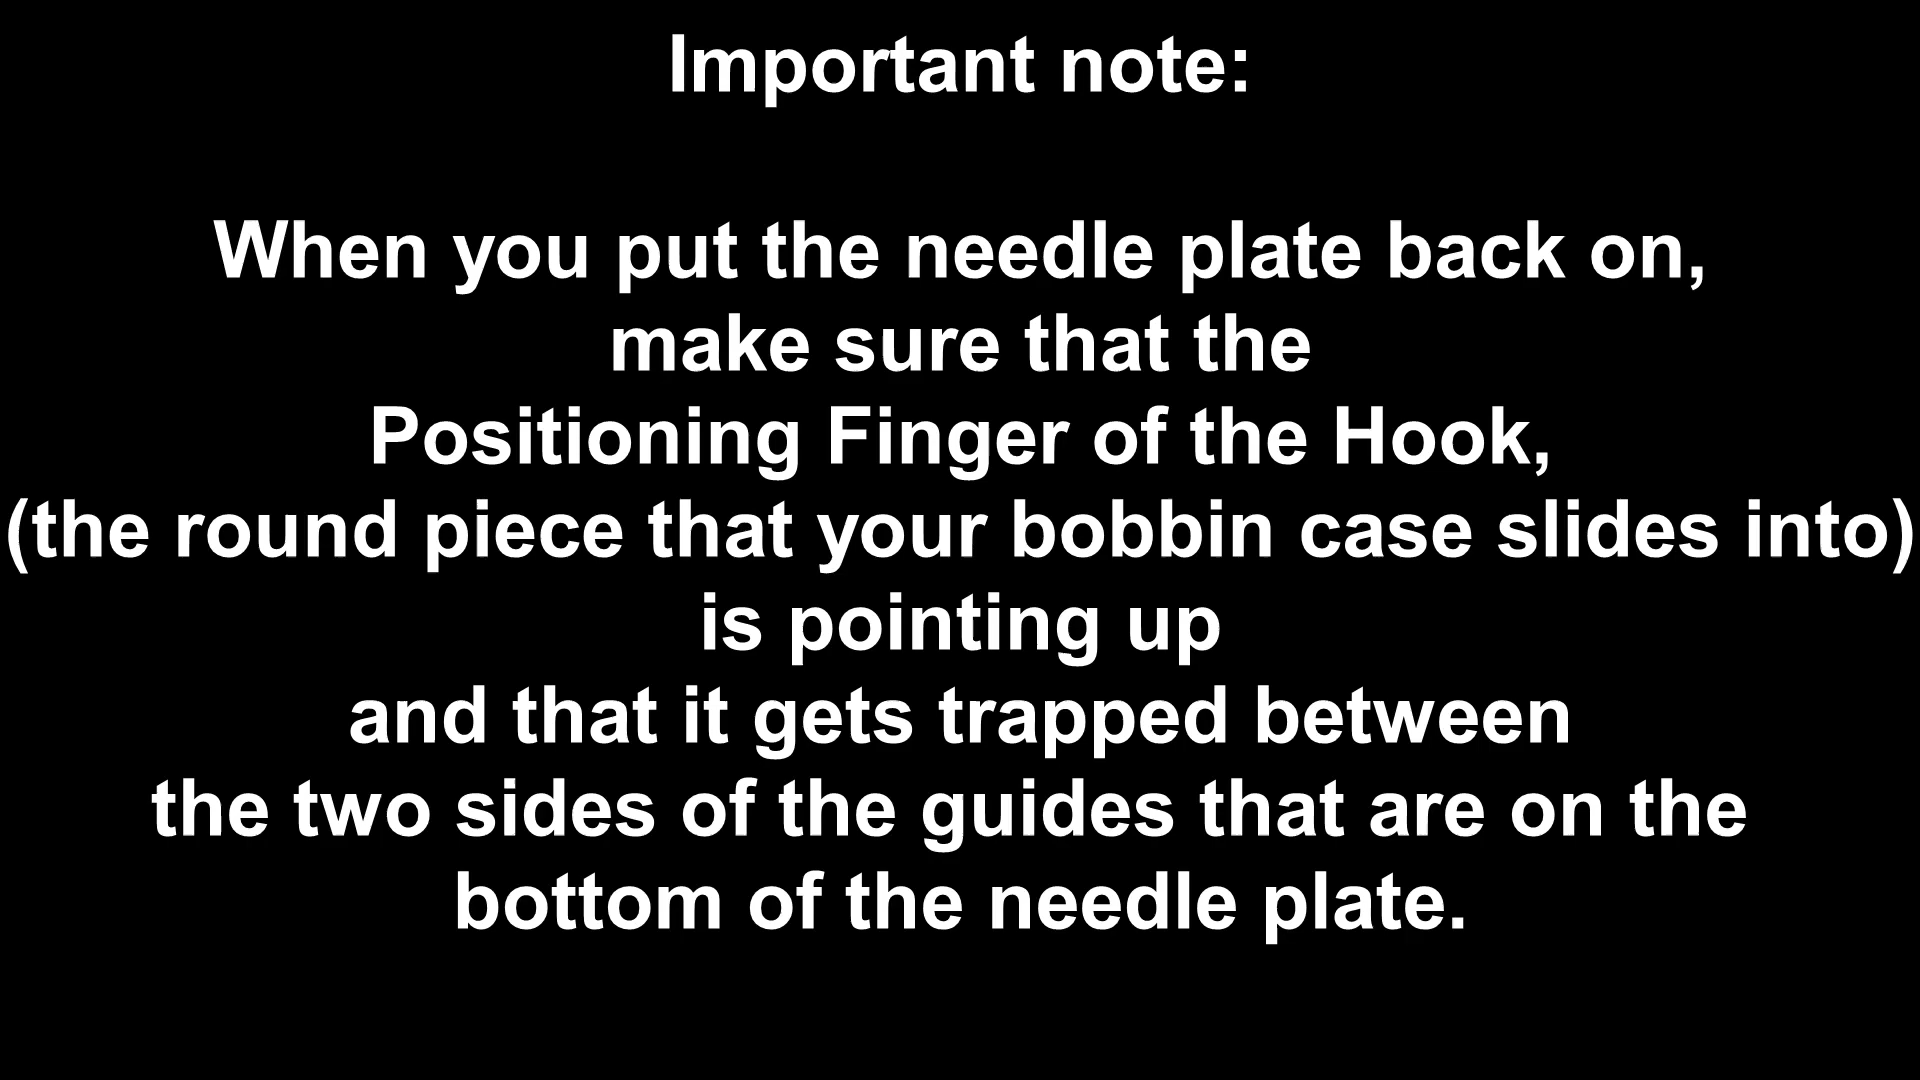 Important note:
When you put the needle plate back on,
make sure that the
Positioning Finger of the Hook,
(the round piece that your bobbin case slides into)
is pointing up
and that it gets trapped between
the two sides of the guides that are on the
bottom of the needle plate.